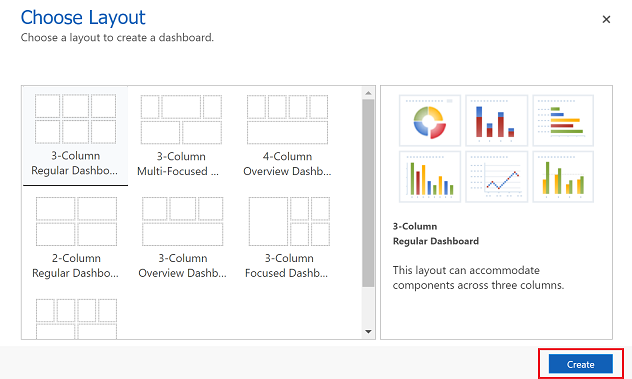 Choose Layout
Choose a layout to create a dashboard.
3-Column
Regular Dashbo...
3-Column
Multi-Focused ...
4-Column
Overview Dashb...
2-Column
Regular Dashbo...
3-Column
Overview Dashb...
3-Column
Focused Dashb...
3-Column
Regular Dashboard
This layout can accommodate
components across three columns.
Create